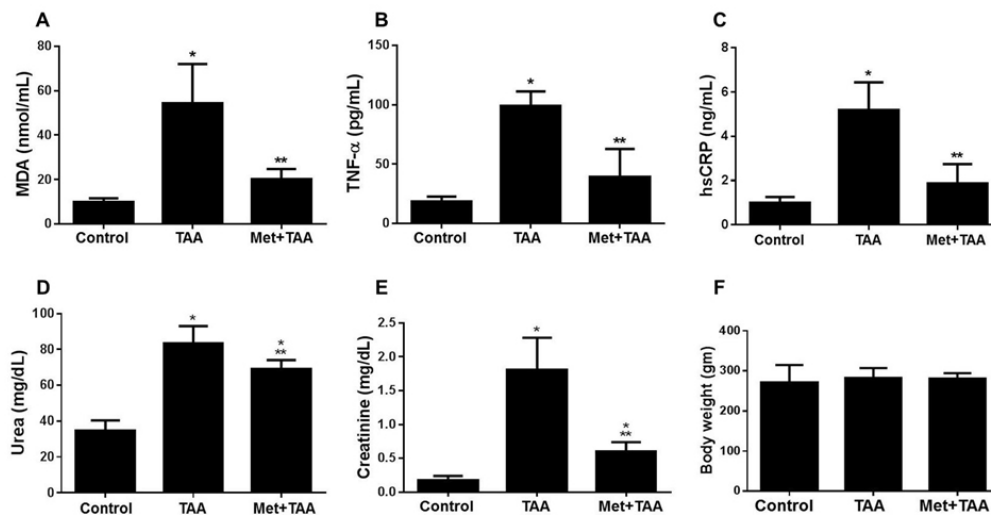 A
MDA (nmol/mL)
80
60
40
20
0
*
**
Control TAA Met+TAA
B
TNF-α (pg/mL)
150
100
50
0
*
**
Control TAA Met+TAA
C
hsCRP (ng/mL)
8
6
4
2
0
*
**
Control TAA Met+TAA
D
Urea (mg/dL)
100
80
60
40
20
0
*
*
**
Control TAA Met+TAA
E
Creatinine (mg/dL)
2.5
2.0
1.5
1.0
0.5
0.0
*
*
**
Control TAA Met+TAA
F
Body weight (gm)
400
300
200
100
0
Control TAA Met+TAA